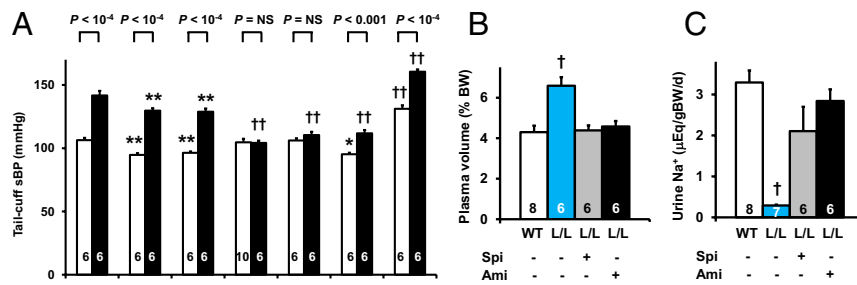 A
P < 10-4 P < 10-4 P < 10-4 P = NS P = NS P < 0.001 P < 10-4
Tail-cuff sBP (mmHg)
150
100
50
0
** ** ** ** †† †† * †† †† ††
6 6 6 6 6 6 10 6 6 6 6 6 6 6
B
Plasma volume (% BW)
6
4
2
0
†
8 6 6 6
WT L/L L/L L/L
Spi - - + -
Ami - - - +
C
Urine Na+ (μEq/gBW/d)
3
2
1
0
†
8 7 6 6
WT L/L L/L L/L
- - + -
- - - +